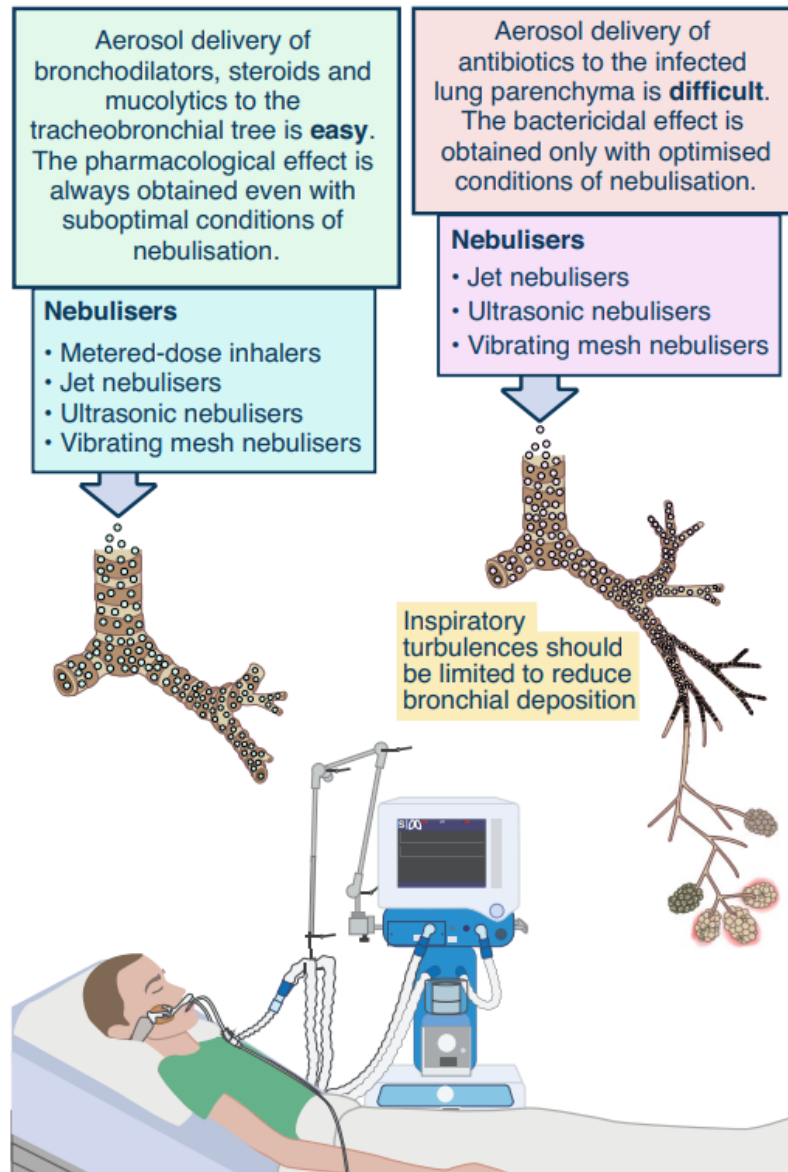 Aerosol delivery of
bronchodilators, steroids and
mucolytics to the
tracheobronchial tree is easy.
The pharmacological effect is
always obtained even with
suboptimal conditions of
nebulisation.
Nebulisers
• Metered-dose inhalers
• Jet nebulisers
• Ultrasonic nebulisers
• Vibrating mesh nebulisers
Aerosol delivery of
antibiotics to the infected
lung parenchyma is difficult.
The bactericidal effect is
obtained only with optimised
conditions of nebulisation.
Nebulisers
• Jet nebulisers
• Ultrasonic nebulisers
• Vibrating mesh nebulisers
Inspiratory
turbulences should
be limited to reduce
bronchial deposition